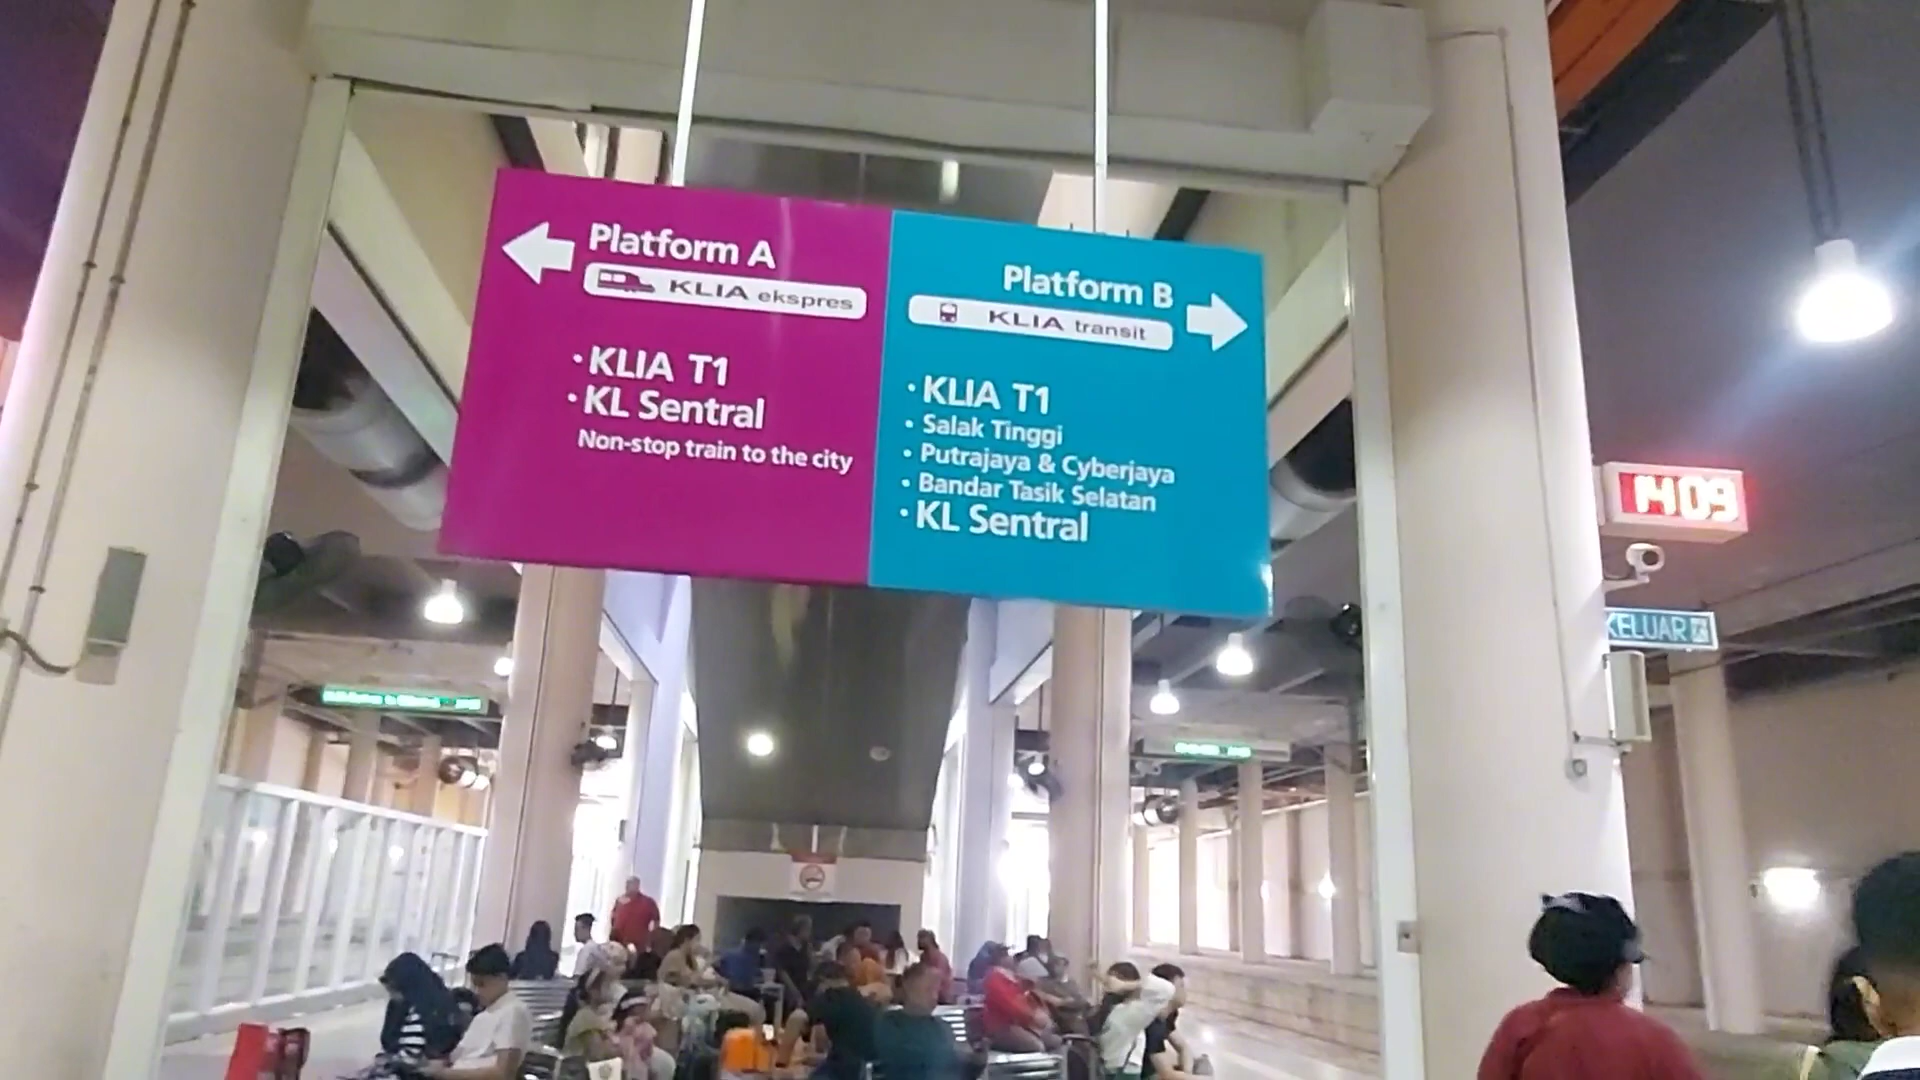 Platform A
KLIA ekspres
• KLIA T1
• KL Sentral
Non-stop train to the city
Platform B
KLIA transit
• KLIA T1
• Salak Tinggi
• Putrajaya & Cyberjaya
• Bandar Tasik Selatan
• KL Sentral
1409
KELUAR